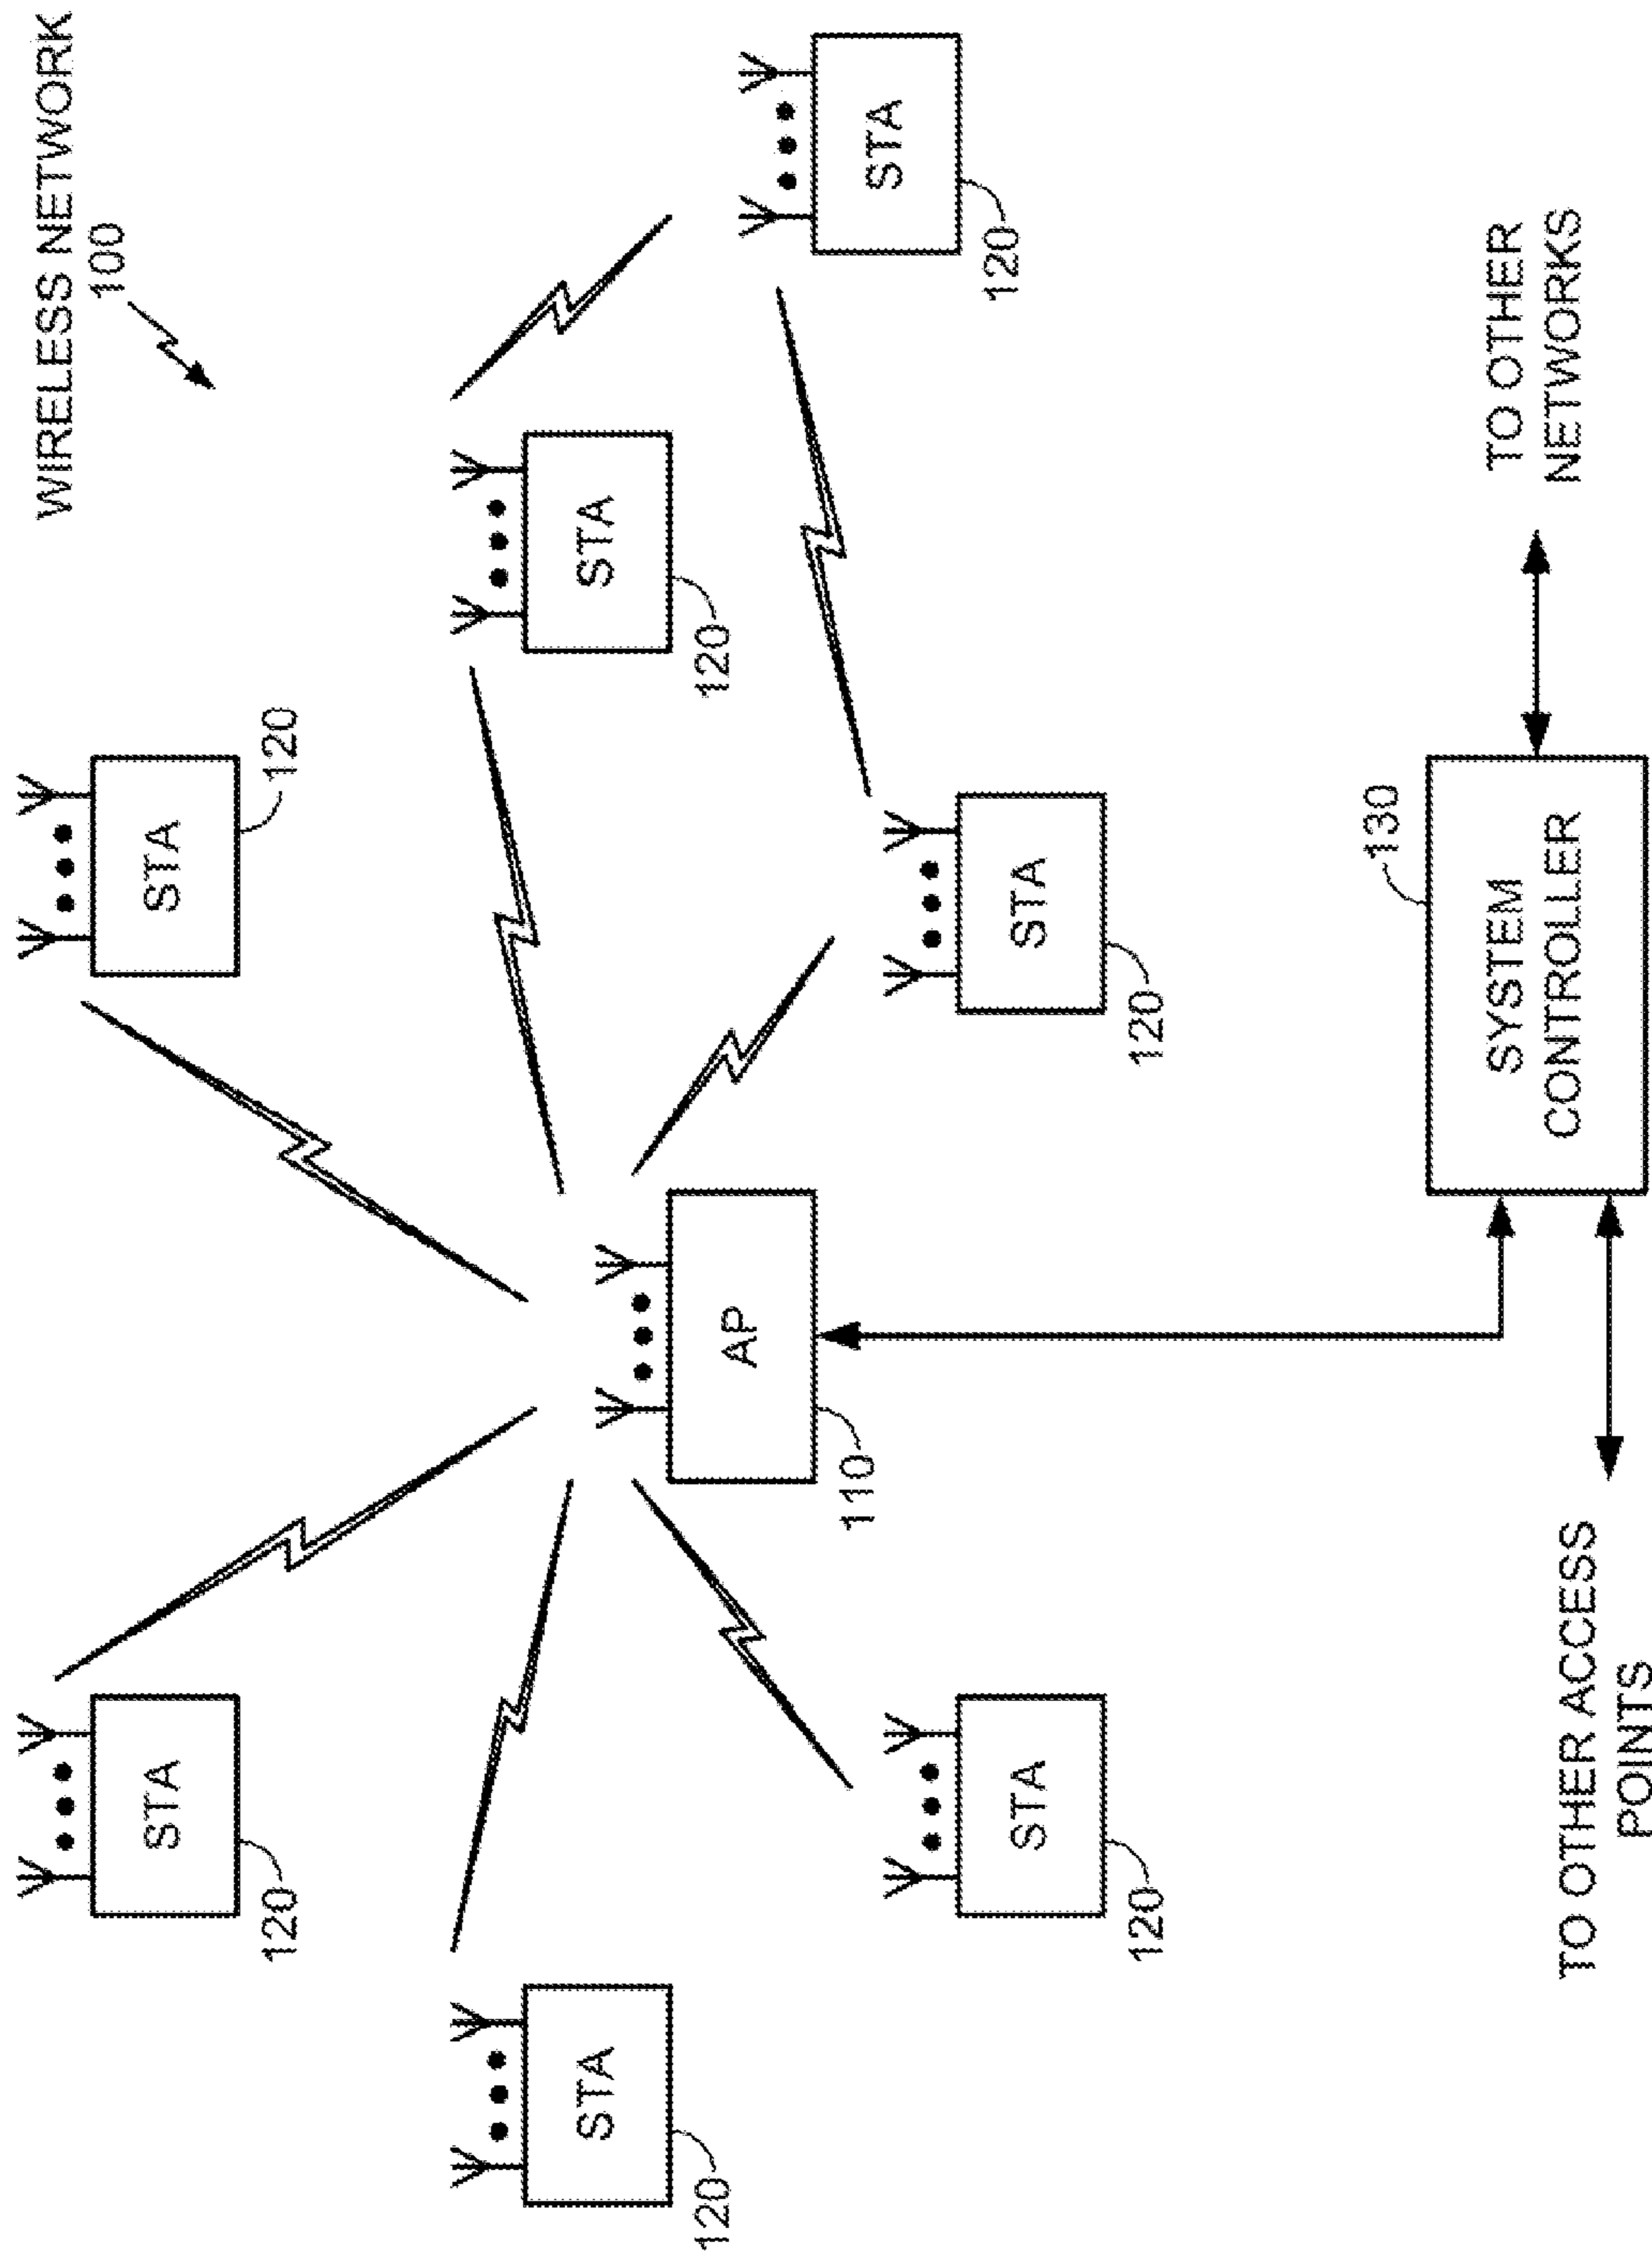 WIRELESS NETWORK
100
STA
120
STA
120
STA
120
STA
120
AP
110
STA
120
STA
120
STA
120
130
SYSTEM
CONTROLLER
TO OTHER
NETWORKS
TO OTHER ACCESS
POINTS